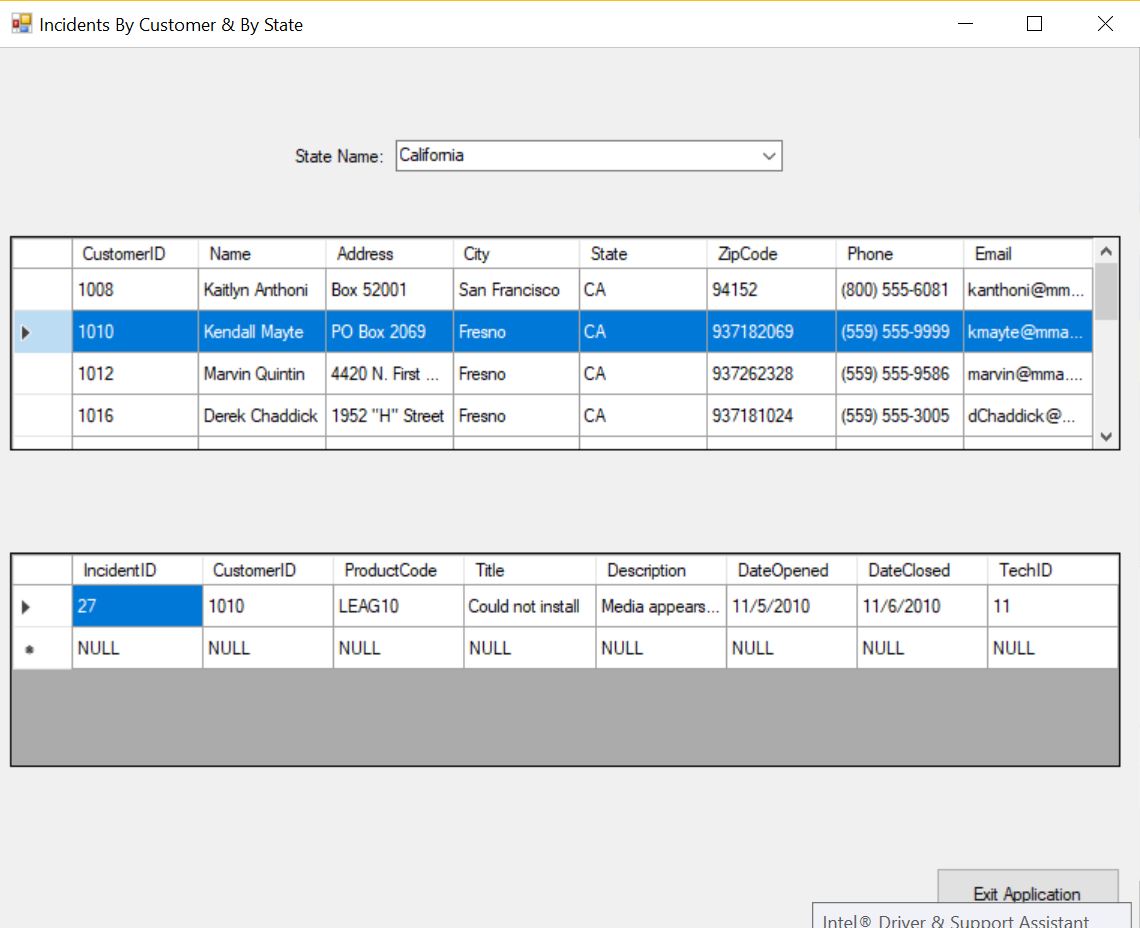 Incidents By Customer & By State
State Name: California
CustomerID Name Address City State ZipCode Phone Email
1008 Kaitlyn Anthoni Box 52001 San Francisco CA 94152 (800) 555-6081 kanthoni@mm...
1010 Kendall Mayte PO Box 2069 Fresno CA 937182069 (559) 555-9999 kmayte@mma...
1012 Marvin Quintin 4420 N. First ... Fresno CA 937262328 (559) 555-9586 marvin@mma....
1016 Derek Chaddick 1952 "H" Street Fresno CA 937181024 (559) 555-3005 dChaddick@...
IncidentID CustomerID ProductCode Title Description DateOpened DateClosed TechID
27 1010 LEAG10 Could not install Media appears... 11/5/2010 11/6/2010 11
NULL NULL NULL NULL NULL NULL NULL NULL
Exit Application
Intel® Driver & Support Assistant